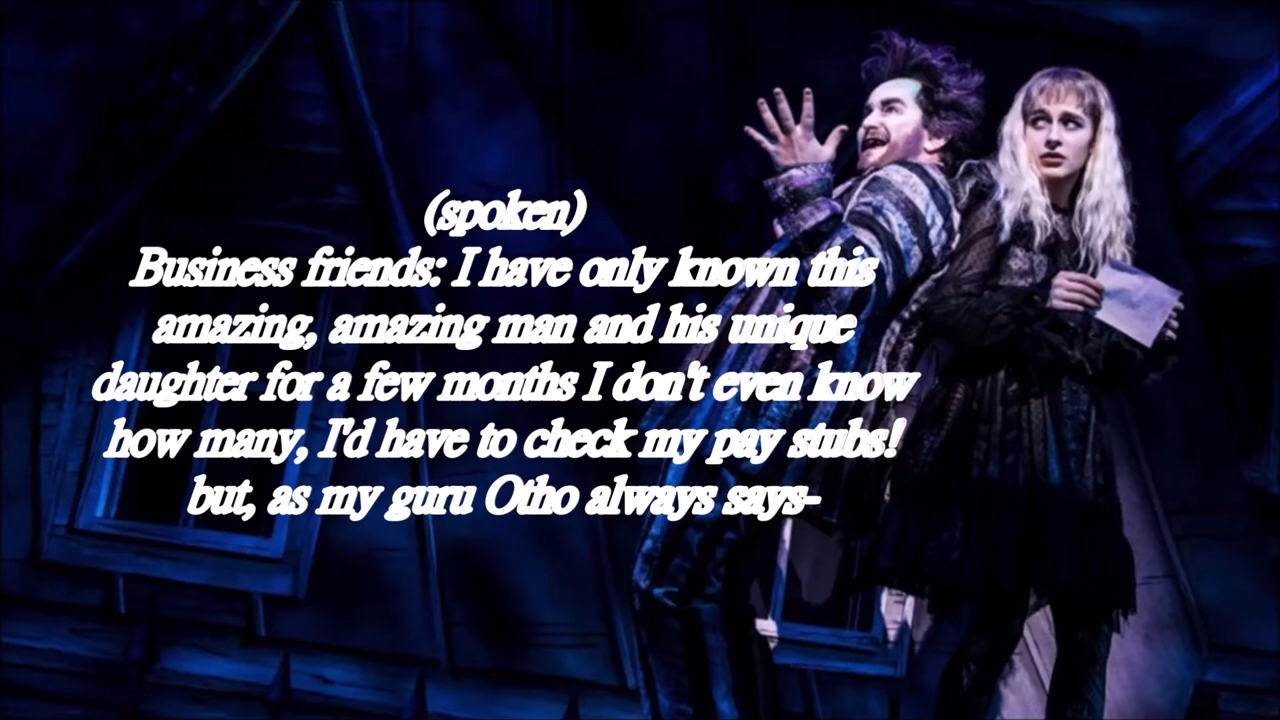 (spoken)
Business friends: I have only known this
amazing, amazing man and his unique
daughter for a few months I don't even know
how many, I'd have to check my pay stubs!
but, as my guru Otho always says-